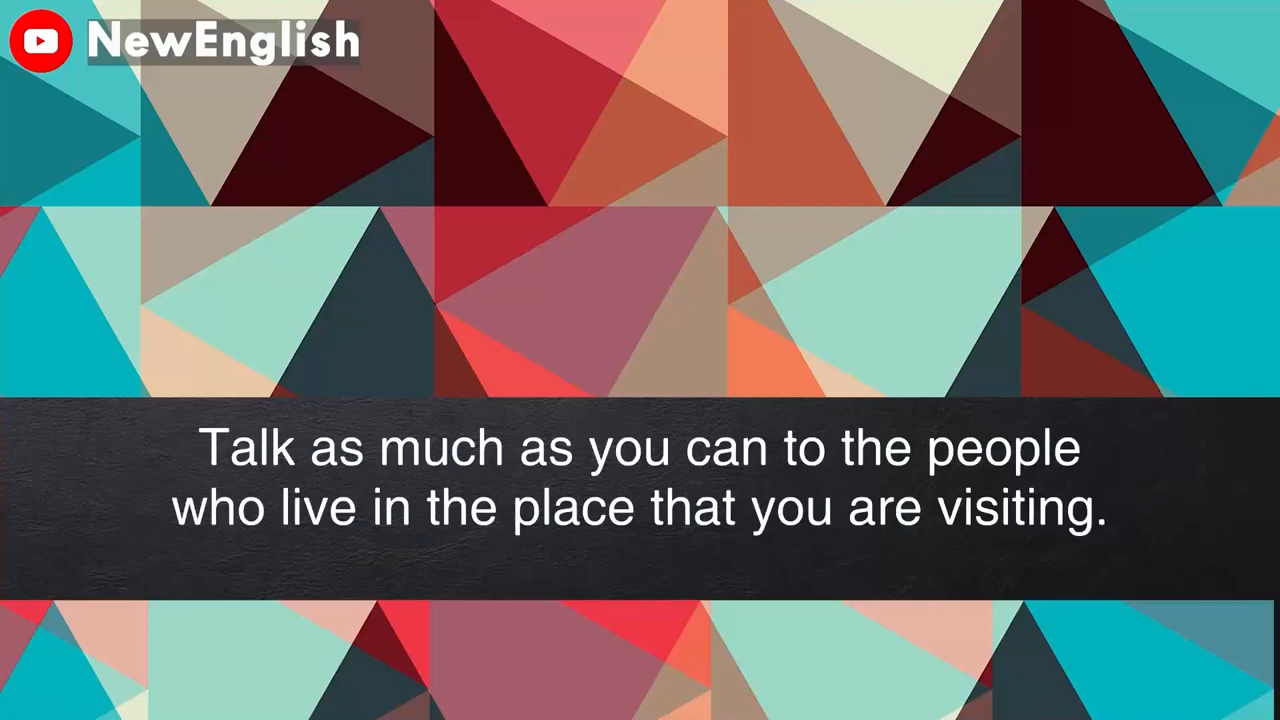 NewEnglish
Talk as much as you can to the people
who live in the place that you are visiting.